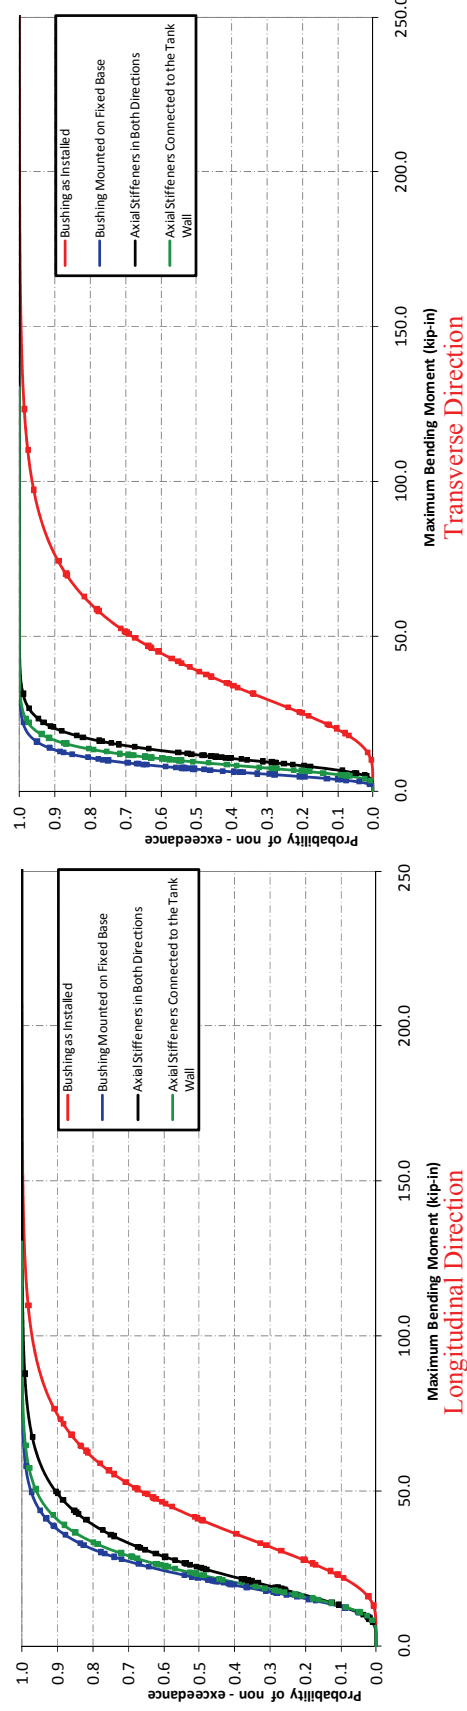 1.0
0.9
0.8
0.7
0.6
0.5
0.4
0.3
0.2
0.1
0.0
Probability of non - exceedance
0.0
50.0
100.0
150.0
200.0
250
Maximum Bending Moment (kip-in)
Longitudinal Direction
Bushing as Installed
Bushing Mounted on Fixed Base
Axial Stiffeners in Both Directions
Axial Stiffeners Connected to the Tank
Wall
1.0
0.9
0.8
0.7
0.6
0.5
0.4
0.3
0.2
0.1
0.0
Probability of non - exceedance
0.0
50.0
100.0
150.0
200.0
250.0
Maximum Bending Moment (kip-in)
Transverse Direction
Bushing as Installed
Bushing Mounted on Fixed Base
Axial Stiffeners in Both Directions
Axial Stiffeners Connected to the Tank
Wall